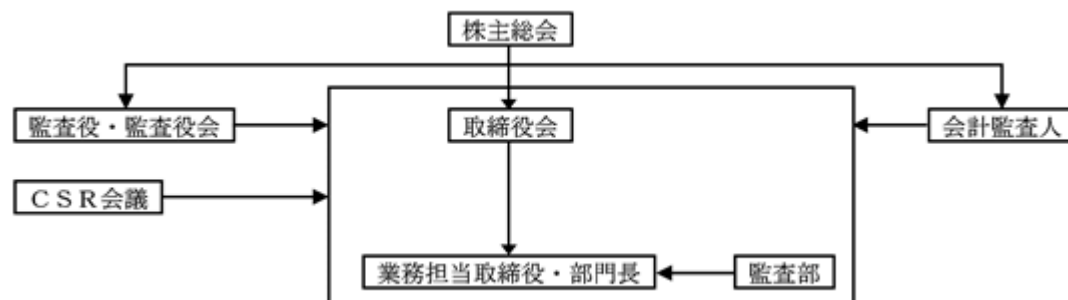 株主総会
監査役・監査役会
取締役会
会計監査人
ＣＳＲ会議
業務担当取締役・部門長
監査部